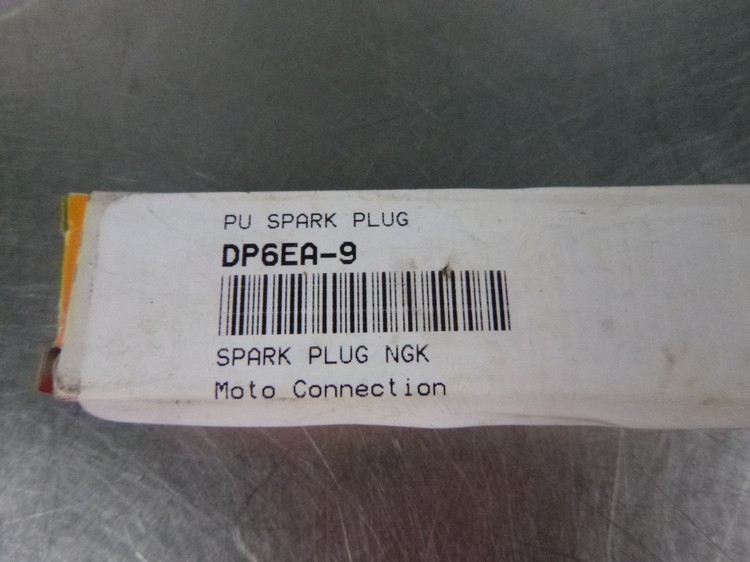 PU SPARK PLUG
DP6EA-9
SPARK PLUG NGK
Moto Connection